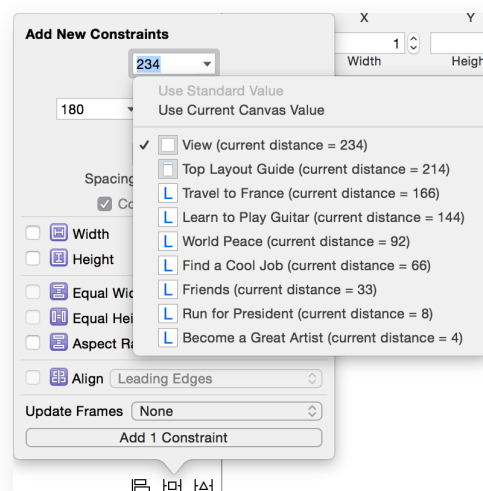 Add New Constraints
X
Y
234
1
Width
Heigh
Use Standard Value
Use Current Canvas Value
180
View (current distance = 234)
Top Layout Guide (current distance = 214)
Spacing
L Travel to France (current distance = 166)
Co
L Learn to Play Guitar (current distance = 144)
Width
L World Peace (current distance = 92)
Height
L Find a Cool Job (current distance = 66)
Equal Wid
L Friends (current distance = 33)
Equal Hei
L Run for President (current distance = 8)
Aspect Ra
L Become a Great Artist (current distance = 4)
Align Leading Edges
Update Frames None
Add 1 Constraint